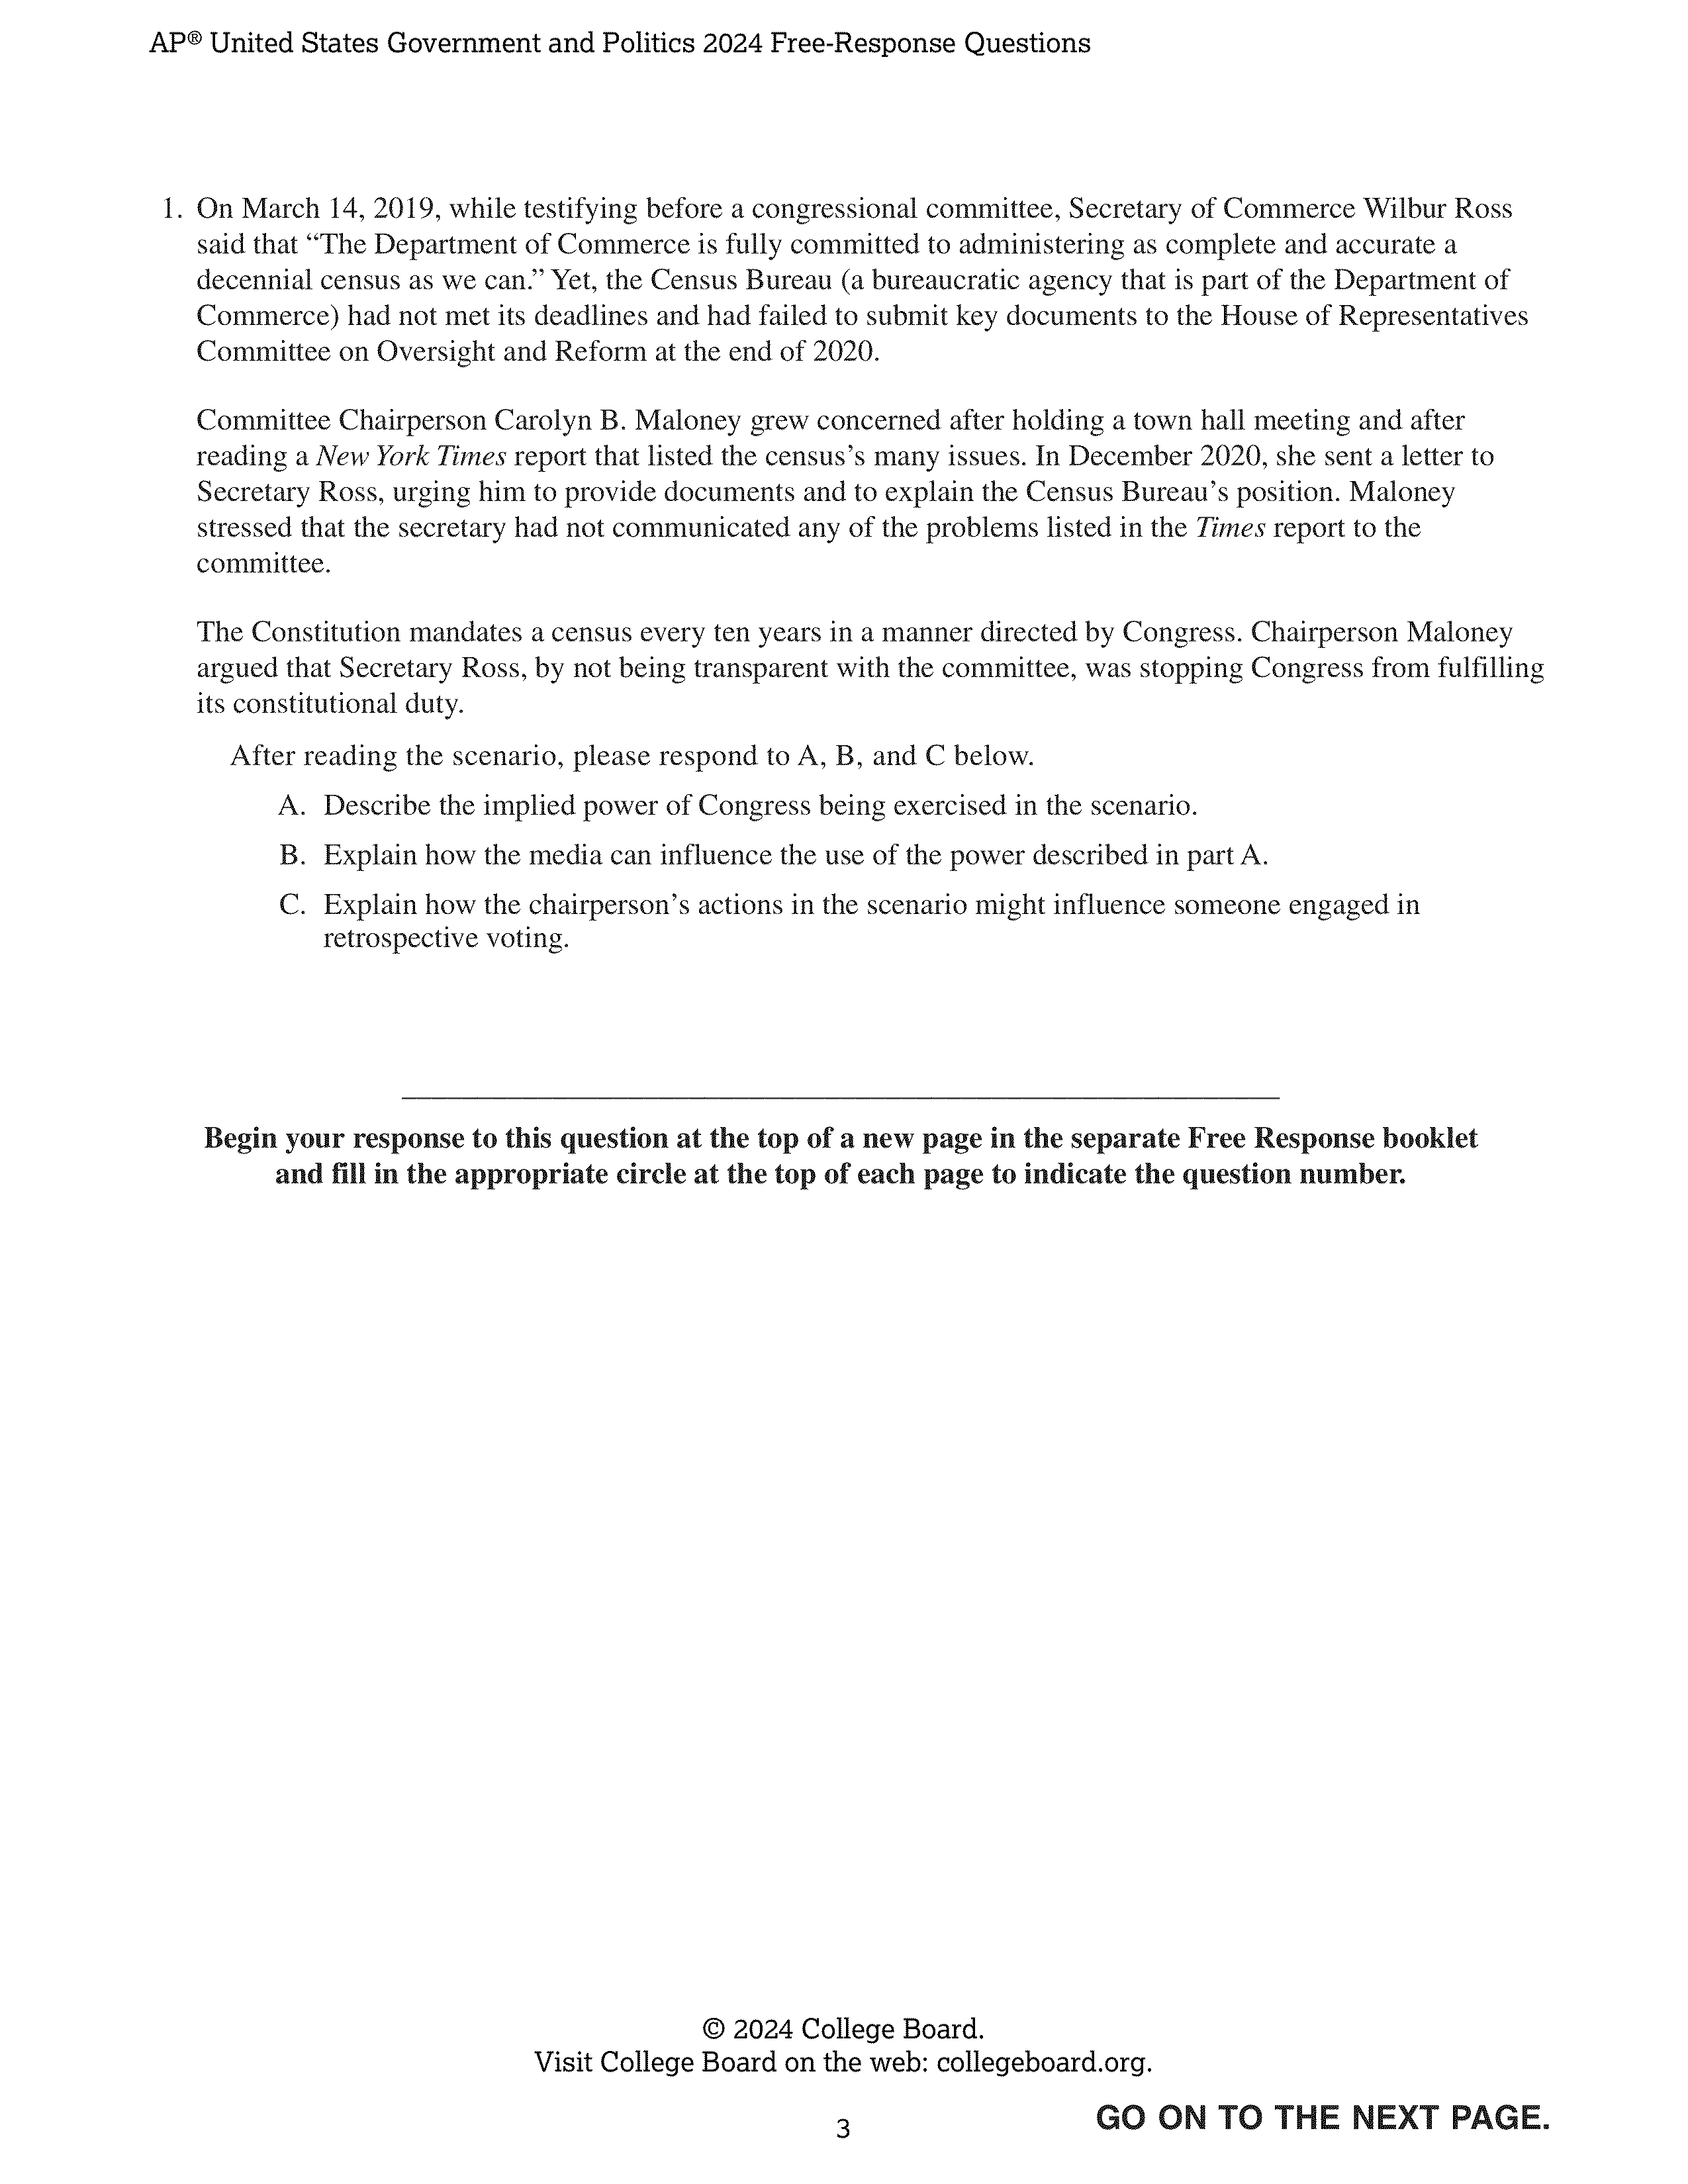 AP® United States Government and Politics 2024 Free-Response Questions
1. On March 14, 2019, while testifying before a congressional committee, Secretary of Commerce Wilbur Ross
said that “The Department of Commerce is fully committed to administering as complete and accurate a
decennial census as we can.” Yet, the Census Bureau (a bureaucratic agency that is part of the Department of
Commerce) had not met its deadlines and had failed to submit key documents to the House of Representatives
Committee on Oversight and Reform at the end of 2020.
Committee Chairperson Carolyn B. Maloney grew concerned after holding a town hall meeting and after
reading a New York Times report that listed the census’s many issues. In December 2020, she sent a letter to
Secretary Ross, urging him to provide documents and to explain the Census Bureau’s position. Maloney
stressed that the secretary had not communicated any of the problems listed in the Times report to the
committee.
The Constitution mandates a census every ten years in a manner directed by Congress. Chairperson Maloney
argued that Secretary Ross, by not being transparent with the committee, was stopping Congress from fulfilling
its constitutional duty.
After reading the scenario, please respond to A, B, and C below.
A. Describe the implied power of Congress being exercised in the scenario.
B. Explain how the media can influence the use of the power described in part A.
C. Explain how the chairperson’s actions in the scenario might influence someone engaged in
retrospective voting.
Begin your response to this question at the top of a new page in the separate Free Response booklet
and fill in the appropriate circle at the top of each page to indicate the question number.
© 2024 College Board.
Visit College Board on the web: collegeboard.org.
GO ON TO THE NEXT PAGE.
3